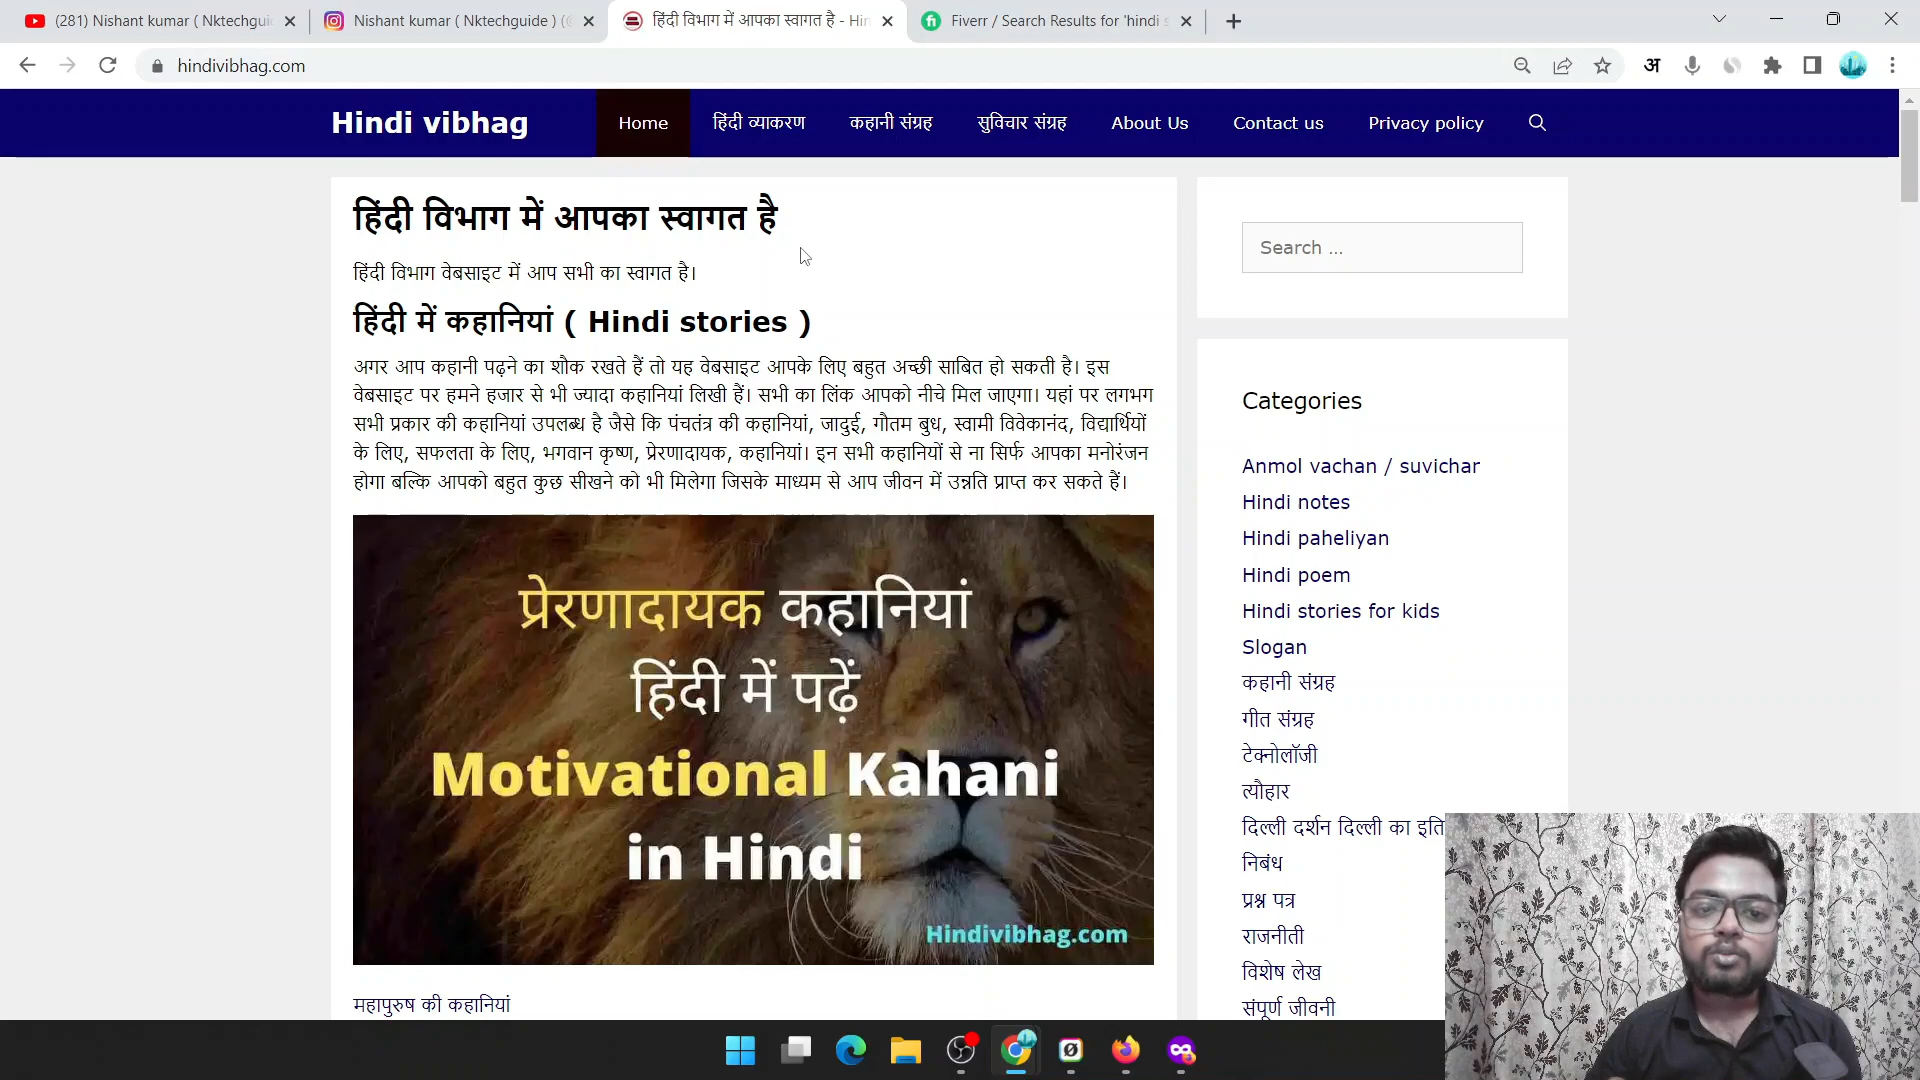 (281) Nishant kumar ( Nktechgui
Nishant kumar ( Nktechguide ) (@
हिंदी विभाग में आपका स्वागत है - Hin
Fiverr / Search Results for 'hindi s
hindivibhag.com
अ
Hindi vibhag
Home
हिंदी व्याकरण
कहानी संग्रह
सुविचार संग्रह
About Us
Contact us
Privacy policy
हिंदी विभाग में आपका स्वागत है
हिंदी विभाग वेबसाइट में आप सभी का स्वागत है।
हिंदी में कहानियां ( Hindi stories )
अगर आप कहानी पढ़ने का शौक रखते हैं तो यह वेबसाइट आपके लिए बहुत अच्छी साबित हो सकती है। इस
वेबसाइट पर हमने हजार से भी ज्यादा कहानियां लिखी हैं। सभी का लिंक आपको नीचे मिल जाएगा। यहां पर लगभग
सभी प्रकार की कहानियां उपलब्ध है जैसे कि पंचतंत्र की कहानियां, जादुई, गौतम बुध, स्वामी विवेकानंद, विद्यार्थियों
के लिए, सफलता के लिए, भगवान कृष्ण, प्रेरणादायक, कहानियां। इन सभी कहानियों से ना सिर्फ आपका मनोरंजन
होगा बल्कि आपको बहुत कुछ सीखने को भी मिलेगा जिसके माध्यम से आप जीवन में उन्नति प्राप्त कर सकते हैं।
प्रेरणादायक कहानियां
हिंदी में पढ़ें
Motivational Kahani
in Hindi
Hindivibhag.com
महापुरुष की कहानियां
Search ...
Categories
Anmol vachan / suvichar
Hindi notes
Hindi paheliyan
Hindi poem
Hindi stories for kids
Slogan
कहानी संग्रह
गीत संग्रह
टेक्नोलॉजी
त्यौहार
दिल्ली दर्शन दिल्ली का इति
निबंध
प्रश्न पत्र
राजनीती
विशेष लेख
संपूर्ण जीवनी